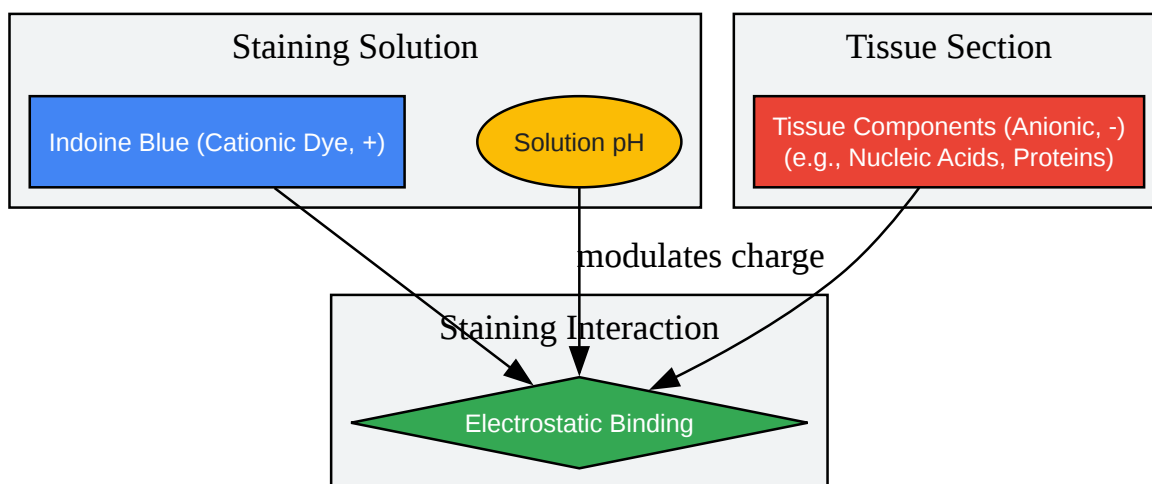 Staining Solution
Tissue Section
Indoine Blue (Cationic Dye, +)
Solution pH
Tissue Components (Anionic, -)
(e.g., Nucleic Acids, Proteins)
modulates charge
Staining Interaction
Electrostatic Binding